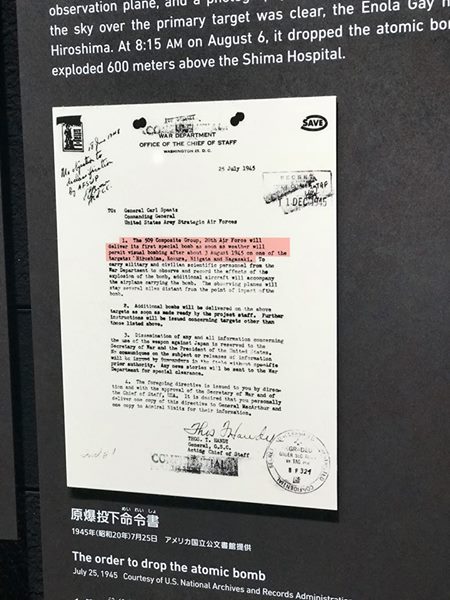 observation plane, and a photograph
the sky over the primary target was clear, the Enola Gay
Hiroshima. At 8:15 AM on August 6, it dropped the atomic bomb
exploded 600 meters above the Shima Hospital.
SAVE
WAR DEPARTMENT
OFFICE OF THE CHIEF OF STAFF
WASHINGTON 25, D.C.
25 July 1945
1 DEC 1945
TO: General Carl Spaatz
Commanding General
United States Army Strategic Air Forces
1. The 509 Composite Group, 20th Air Force will
deliver its first special bomb as soon as weather will
permit visual bombing after about 3 August 1945 on one of the
targets: Hiroshima, Kokura, Niigata and Nagasaki. To
carry military and civilian scientific personnel from the
War Department to observe and record the effects of the
explosion of the bomb, additional aircraft will accompany
the airplane carrying the bomb. The observing planes will
stay several miles distant from the point of impact of the
bomb.
2. Additional bombs will be delivered on the above
targets as soon as made ready by the project staff. Further
instructions will be issued concerning targets other than
those listed above.
3. Dissemination of any and all information concerning
the use of the weapon against Japan is reserved to the
Secretary of War and the President of the United States.
No communiques on the subject or releases of information
will be issued by Commanders in the field without specific
prior authority. Any news stories will be sent to the War
Department for special clearance.
4. The foregoing directive is issued to you by direc-
tion and with the approval of the Secretary of War and of
the Chief of Staff, USA. It is desired that you personally
deliver one copy of this directive to General MacArthur and
one copy to Admiral Nimitz for their information.
Thos T Handy
THOS. T. HANDY
General, G.S.C.
Acting Chief of Staff
CONFIDENTIAL
めいれいしょ
原爆投下命令書
1945年(昭和20年)7月25日 アメリカ国立公文書館提供
The order to drop the atomic bomb
July 25, 1945 Courtesy of U.S. National Archives and Records Administration